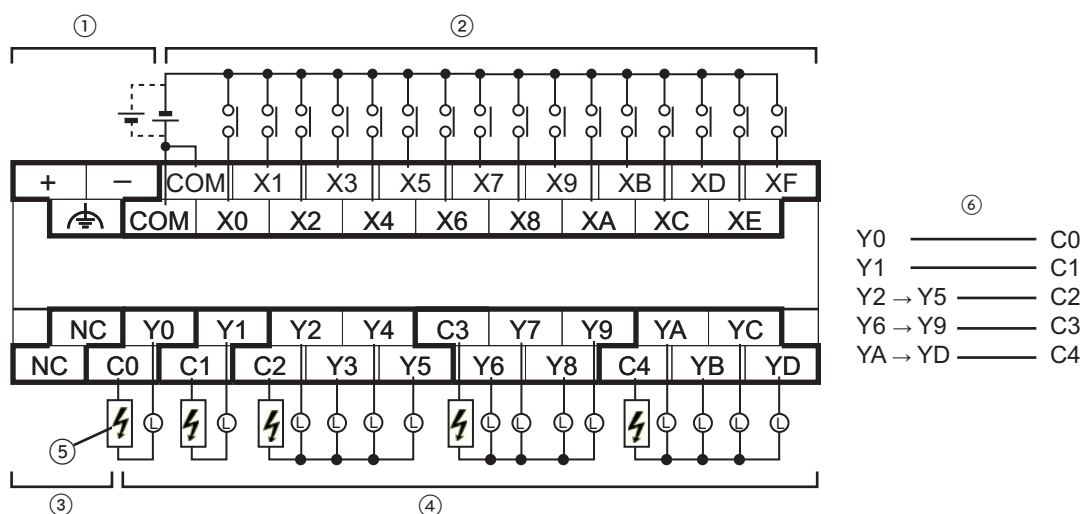 ① ②
+ − COM X1 X3 X5 X7 X9 XB XD XF
COM X0 X2 X4 X6 X8 XA XC XE
NC Y0 Y1 Y2 Y4 C3 Y7 Y9 YA YC
NC C0 C1 C2 Y3 Y5 Y6 Y8 C4 YB YD
L L L L L L L L L L L L L L
⑤
③ ④
⑥
Y0 C0
Y1 C1
Y2 → Y5 C2
Y6 → Y9 C3
YA → YD C4